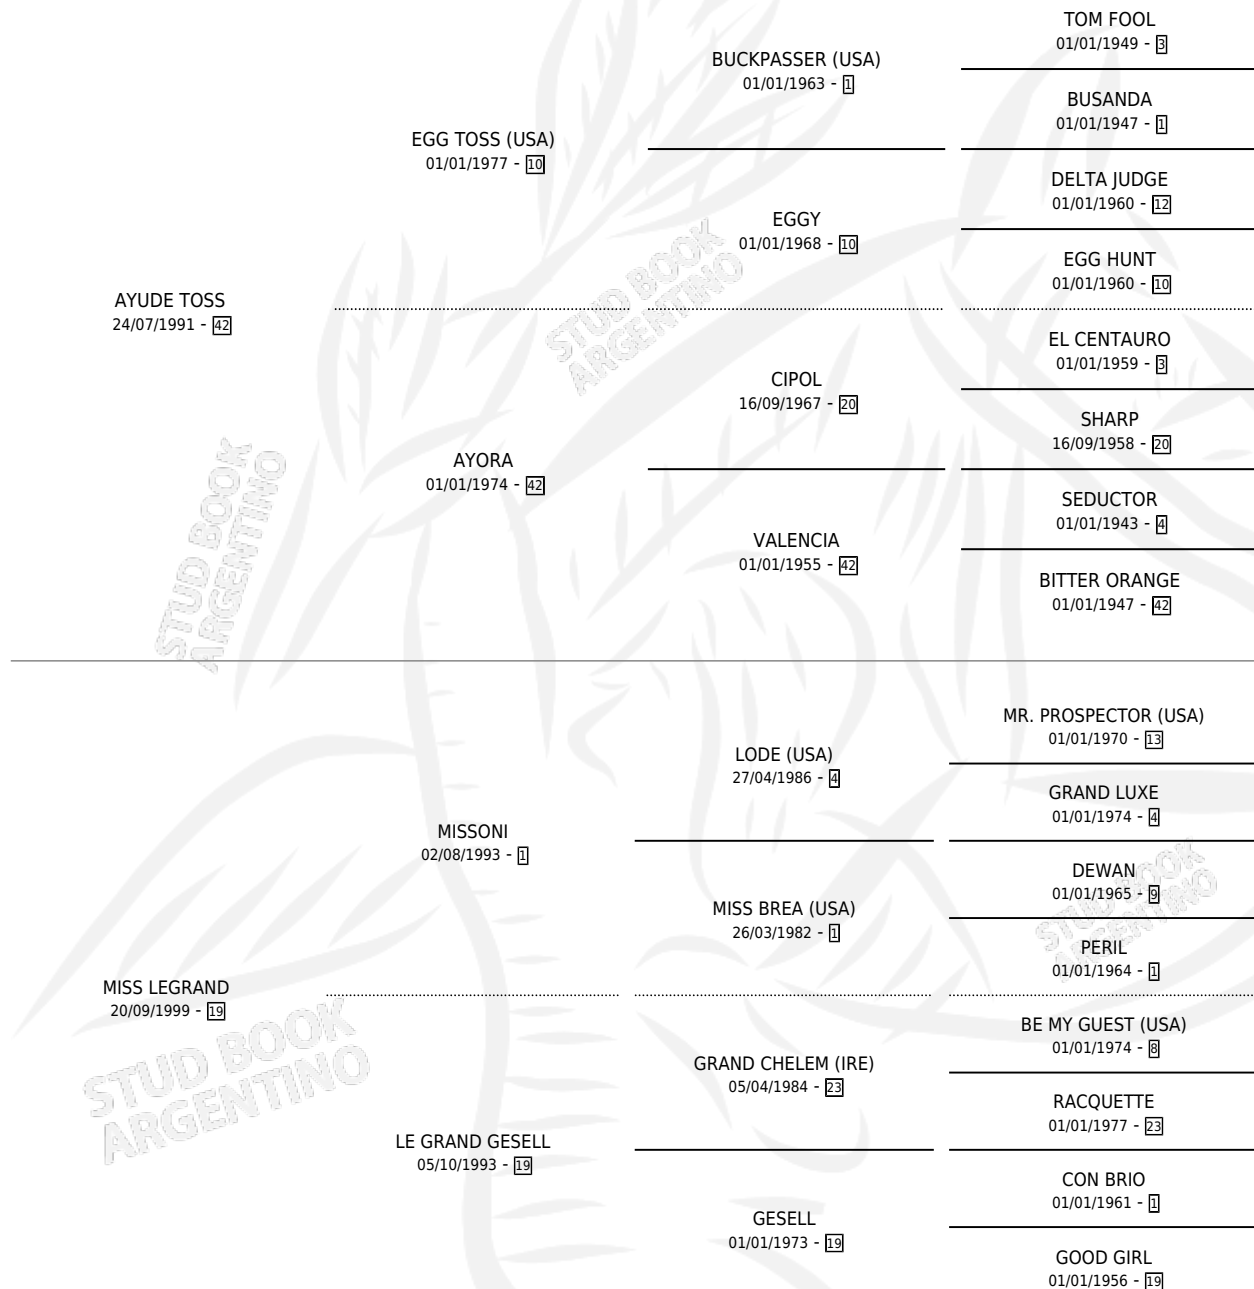 TOM FOOL
01/01/1949 - 3
BUCKPASSER (USA)
01/01/1963 - 1
BUSANDA
01/01/1947 - 1
EGG TOSS (USA)
01/01/1977 - 10
DELTA JUDGE
01/01/1960 - 12
EGGY
01/01/1968 - 10
EGG HUNT
01/01/1960 - 10
AYUDE TOSS
24/07/1991 - 42
STUD BOOK
ARGENTINO
EL CENTAURO
01/01/1959 - 3
CIPOL
16/09/1967 - 20
SHARP
16/09/1958 - 20
AYORA
01/01/1974 - 42
SEDUCTOR
01/01/1943 - 4
VALENCIA
01/01/1955 - 42
BITTER ORANGE
01/01/1947 - 42
STUD BOOK
ARGENTINO
MR. PROSPECTOR (USA)
01/01/1970 - 13
LODE (USA)
27/04/1986 - 4
GRAND LUXE
01/01/1974 - 4
MISSONI
02/08/1993 - 1
DEWAN
01/01/1965 - 9
MISS BREA (USA)
26/03/1982 - 1
PERIL
01/01/1964 - 1
STUD BOOK
ARGENTINO
MISS LEGRAND
20/09/1999 - 19
BE MY GUEST (USA)
01/01/1974 - 8
GRAND CHELEM (IRE)
05/04/1984 - 23
RACQUETTE
01/01/1977 - 23
STUD BOOK
ARGENTINO
LE GRAND GESELL
05/10/1993 - 19
CON BRIO
01/01/1961 - 1
GESELL
01/01/1973 - 19
GOOD GIRL
01/01/1956 - 19